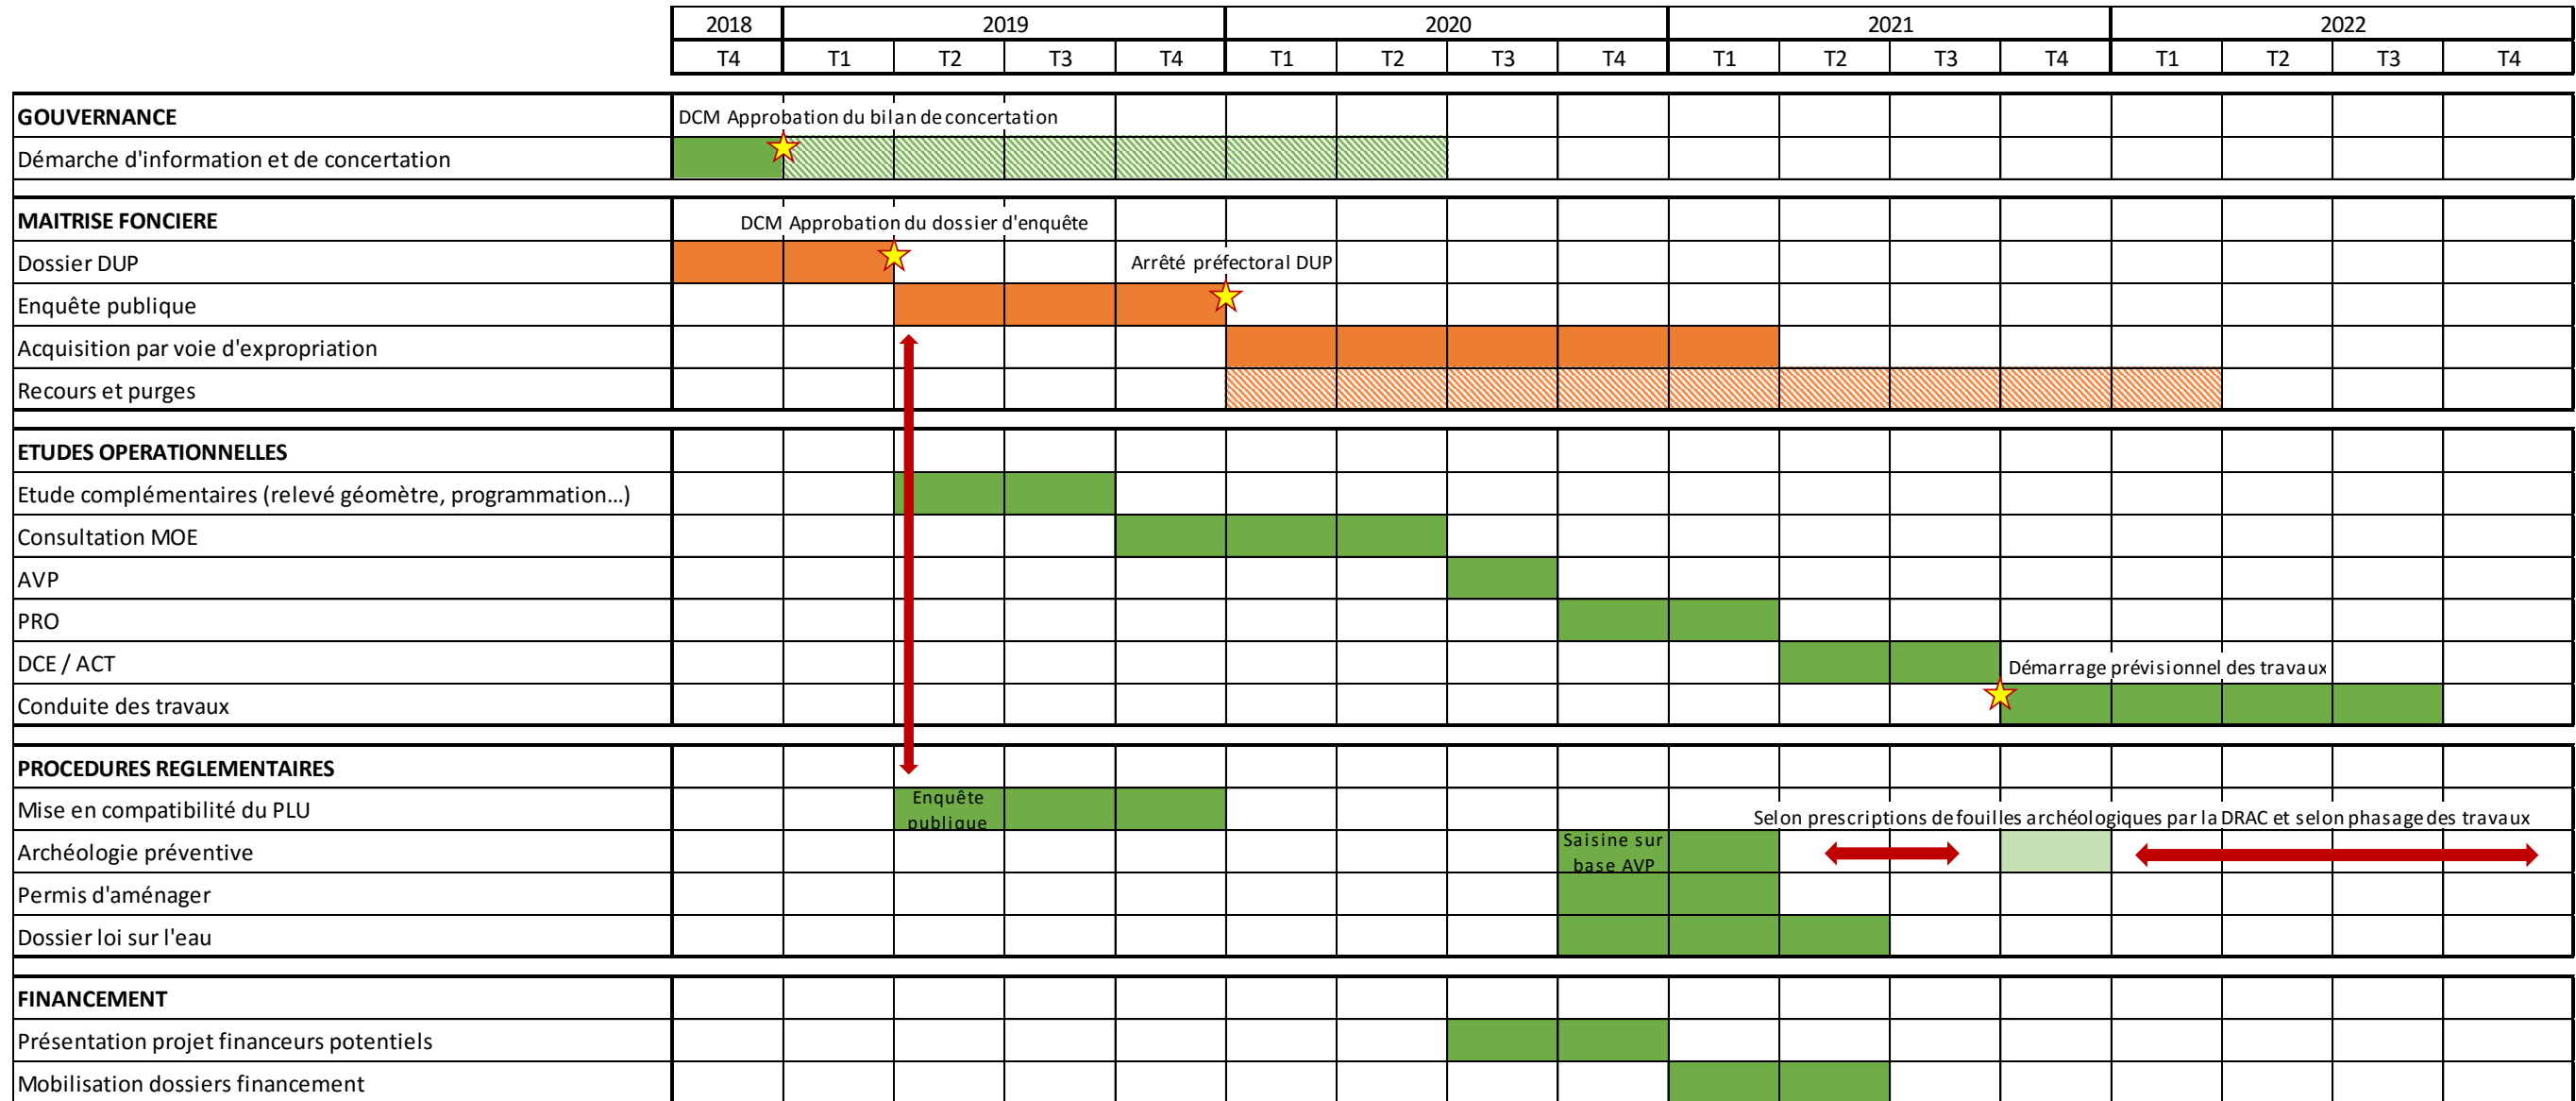 2018 2019 2020 2021 2022
T4 T1 T2 T3 T4 T1 T2 T3 T4 T1 T2 T3 T4 T1 T2 T3 T4
GOUVERNANCE
DCM Approbation du bilan de concertation
Démarche d'information et de concertation
MAITRISE FONCIERE
DCM Approbation du dossier d'enquête
Dossier DUP
Arrêté préfectoral DUP
Enquête publique
Acquisition par voie d'expropriation
Recours et purges
ETUDES OPERATIONNELLES
Etude complémentaires (relevé géomètre, programmation...)
Consultation MOE
AVP
PRO
DCE / ACT
Démarrage prévisionnel des travaux
Conduite des travaux
PROCEDURES REGLEMENTAIRES
Mise en compatibilité du PLU
Enquête
publique
Selon prescriptions de fouilles archéologiques par la DRAC et selon phasage des travaux
Archéologie préventive
Saisine sur
base AVP
Permis d'aménager
Dossier loi sur l'eau
FINANCEMENT
Présentation projet financeurs potentiels
Mobilisation dossiers financement